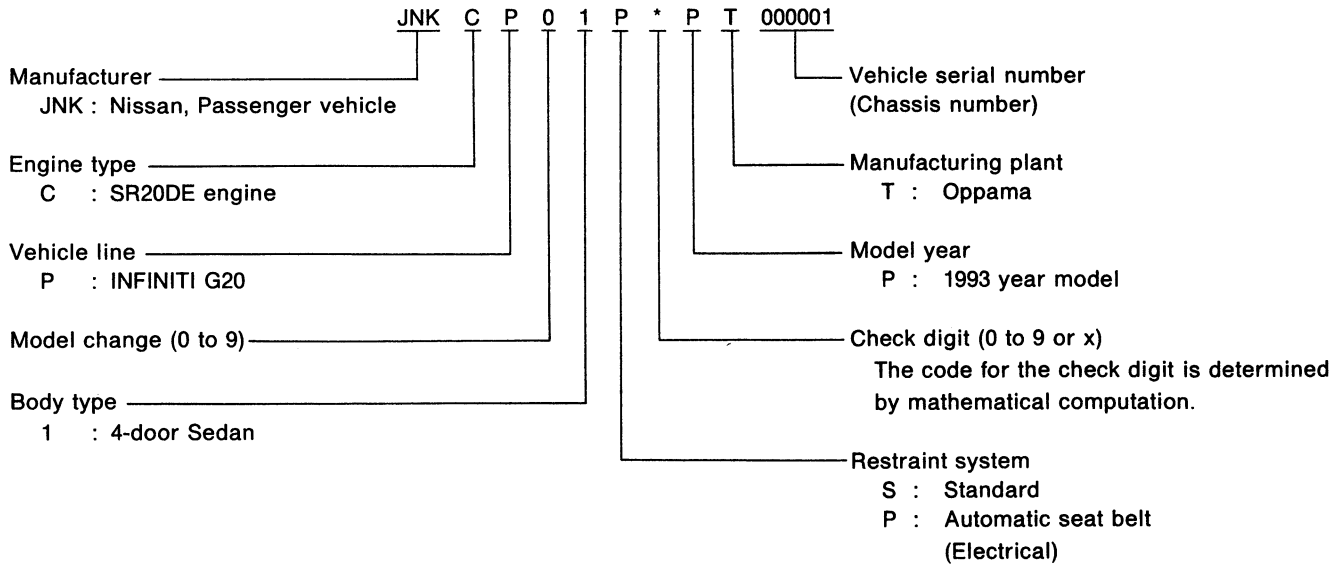 JNK C P 0 1 P * P T 000001
Manufacturer
JNK : Nissan, Passenger vehicle
Engine type
C : SR20DE engine
Vehicle line
P : INFINITI G20
Model change (0 to 9)
Body type
1 : 4-door Sedan
Vehicle serial number
(Chassis number)
Manufacturing plant
T : Oppama
Model year
P : 1993 year model
Check digit (0 to 9 or x)
The code for the check digit is determined
by mathematical computation.
Restraint system
S : Standard
P : Automatic seat belt
(Electrical)